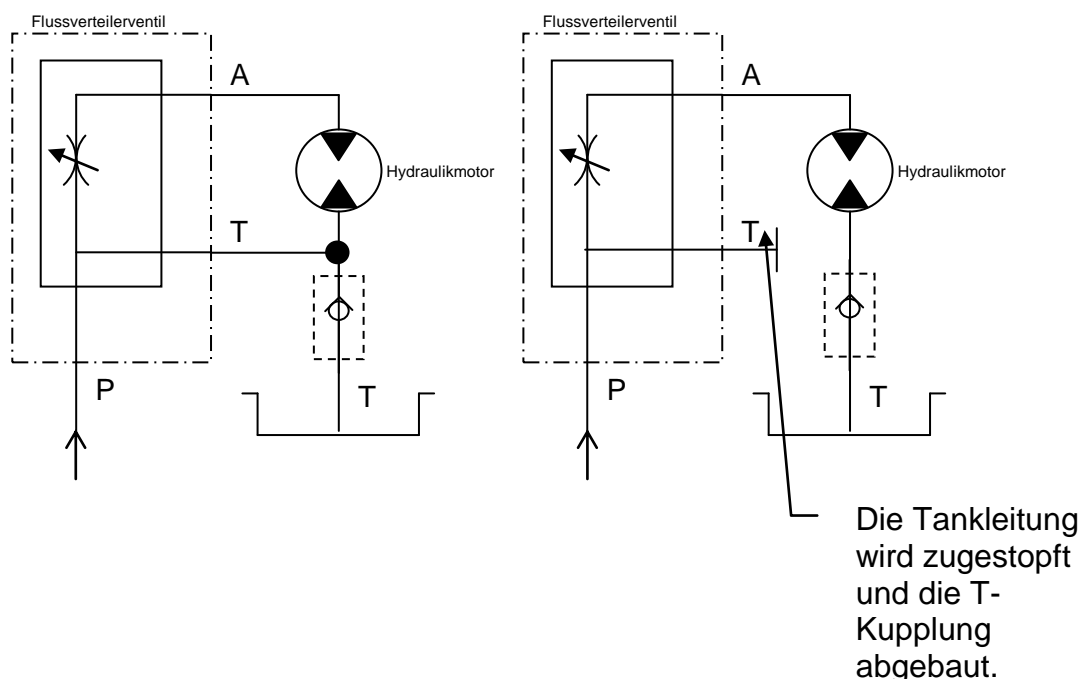 Flussverteilerventil
A
Hydraulikmotor
T
P
T
Flussverteilerventil
A
Hydraulikmotor
T
P
T
Die Tankleitung
wird zugestopft
und die T-
Kupplung
abgebaut.